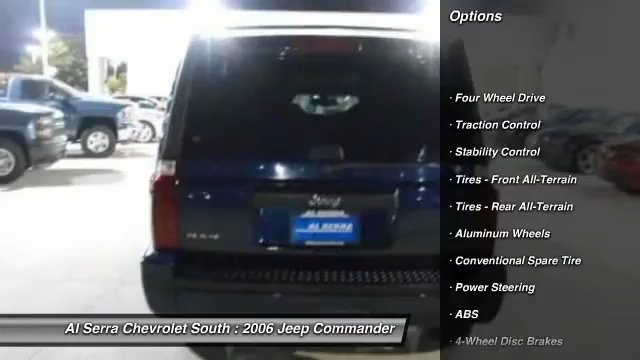 Options
· Four Wheel Drive
· Traction Control
· Stability Control
· Tires - Front All-Terrain
· Tires - Rear All-Terrain
· Aluminum Wheels
· Conventional Spare Tire
· Power Steering
· ABS
· 4-Wheel Disc Brakes
Jeep
AL SERRA
Al Serra Chevrolet South : 2006 Jeep Commander